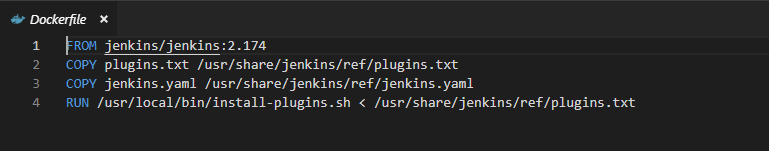 Dockerfile ×
1 FROM jenkins/jenkins:2.174
2 COPY plugins.txt /usr/share/jenkins/ref/plugins.txt
3 COPY jenkins.yaml /usr/share/jenkins/ref/jenkins.yaml
4 RUN /usr/local/bin/install-plugins.sh < /usr/share/jenkins/ref/plugins.txt